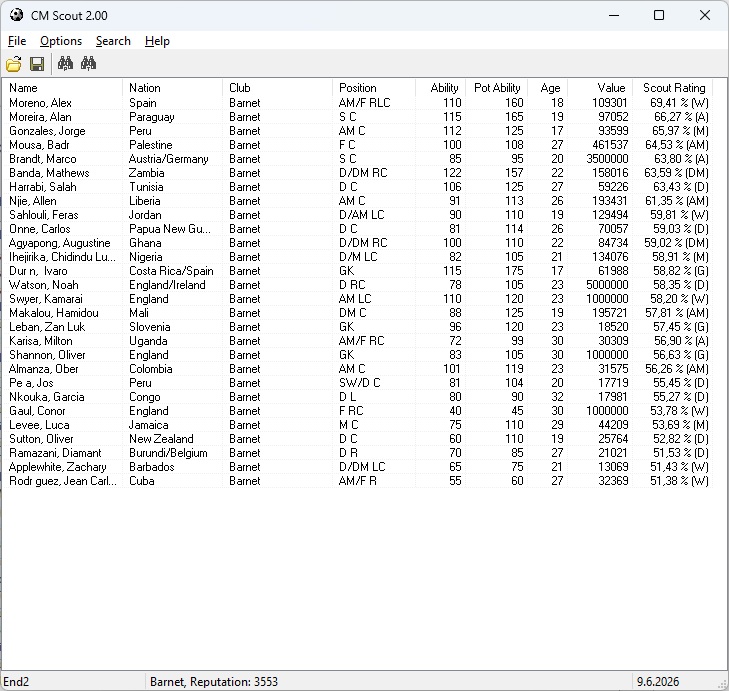 CM Scout 2.00
File Options Search Help
Name Nation Club Position Ability Pot Ability Age Value Scout Rating
Moreno, Alex Spain Barnet AM/F RLC 110 160 18 109301 69,41 % (W)
Moreira, Alan Paraguay Barnet S C 115 165 19 97052 66,27 % (A)
Gonzales, Jorge Peru Barnet AM C 112 125 17 93599 65,97 % (M)
Mousa, Badr Palestine Barnet F C 100 108 27 461537 64,53 % (AM)
Brandt, Marco Austria/Germany Barnet S C 85 95 20 3500000 63,80 % (A)
Banda, Mathews Zambia Barnet D/DM RC 122 157 22 158016 63,59 % (DM)
Harrabi, Salah Tunisia Barnet D C 106 125 27 59226 63,43 % (D)
Njie, Allen Liberia Barnet AM C 91 113 26 193431 61,35 % (AM)
Sahlouli, Feras Jordan Barnet D/AM LC 90 110 19 129494 59,81 % (W)
Onne, Carlos Papua New Gu... Barnet D C 81 114 26 70057 59,03 % (D)
Agyapong, Augustine Ghana Barnet D/DM RC 100 110 22 84734 59,02 % (DM)
Ihejirika, Chidindu Lu... Nigeria Barnet D/M LC 82 105 21 134076 58,91 % (M)
Dur n, Ivaro Costa Rica/Spain Barnet GK 115 175 17 61988 58,82 % (G)
Watson, Noah England/Ireland Barnet D RC 78 105 23 5000000 58,35 % (D)
Swyer, Kamarai England Barnet AM LC 110 120 23 1000000 58,20 % (W)
Makalou, Hamidou Mali Barnet DM C 88 125 19 195721 57,81 % (AM)
Leban, Zan Luk Slovenia Barnet GK 96 120 23 18520 57,45 % (G)
Karisa, Milton Uganda Barnet AM/F RC 72 99 30 30309 56,90 % (A)
Shannon, Oliver England Barnet GK 83 105 30 1000000 56,63 % (G)
Almanza, Ober Colombia Barnet AM C 101 119 23 31575 56,26 % (AM)
Pe a, Jos Peru Barnet SW/D C 81 104 20 17719 55,45 % (D)
Nkouka, Garcia Congo Barnet D L 80 90 32 17981 55,27 % (D)
Gaul, Conor England Barnet F RC 40 45 30 1000000 53,78 % (W)
Levee, Luca Jamaica Barnet M C 75 110 29 44209 53,69 % (M)
Sutton, Oliver New Zealand Barnet D C 60 110 19 25764 52,82 % (D)
Ramazani, Diamant Burundi/Belgium Barnet D R 70 85 27 21021 51,53 % (D)
Applewhite, Zachary Barbados Barnet D/DM LC 65 75 21 13069 51,43 % (W)
Rodr guez, Jean Carl... Cuba Barnet AM/F R 55 60 27 32369 51,38 % (W)
End2 Barnet, Reputation: 3553 9.6.2026